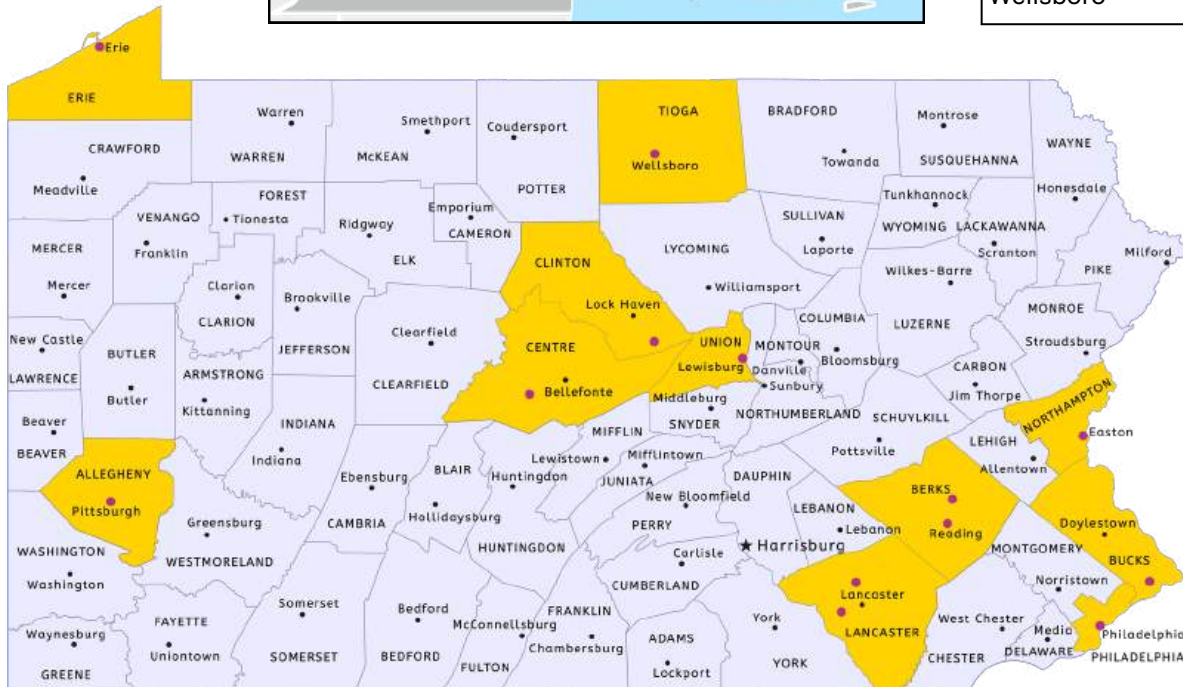 Wellsboro
Erie
ERIE
Warren
WARREN
Smethport
McKEAN
Coudersport
POTTER
TIOGA
Wellsboro
BRADFORD
Towanda
Montrose
SUSQUEHANNA
WAYNE
Honesdale
CRAWFORD
Meadville
FOREST
Tionesta
VENANGO
Franklin
Ridgway
ELK
Emporium
CAMERON
SULLIVAN
Laporte
Tunkhannock
WYOMING
LACKAWANNA
Scranton
Milford
PIKE
MERCER
Mercer
Clarion
CLARION
Brookville
JEFFERSON
CLINTON
Lock Haven
LYCOMING
Williamsport
Wilkes-Barre
LUZERNE
MONROE
Stroudsburg
New Castle
LAWRENCE
BUTLER
Butler
ARMSTRONG
Kittanning
Clearfield
CLEARFIELD
CENTRE
Bellefonte
UNION
Lewisburg
MONTOUR
Danville
Sunbury
COLUMBIA
Bloomsburg
CARBON
Jim Thorpe
Beaver
BEAVER
INDIANA
Indiana
Middleburg
SNYDER
NORTHUMBERLAND
SCHUYLKILL
Pottsville
NORTHAMPTON
Easton
LEHIGH
Allentown
ALLEGHENY
Pittsburgh
Ebensburg
CAMBRIA
BLAIR
Hollidaysburg
Huntingdon
HUNTINGDON
MIFFLIN
Lewistown
Mifflintown
JUNIATA
New Bloomfield
PERRY
DAUPHIN
Harrisburg
LEBANON
Lebanon
BERKS
Reading
Doylestown
BUCKS
WASHINGTON
Washington
Greensburg
WESTMORELAND
Carlisle
CUMBERLAND
MONTGOMERY
Norristown
Waynesburg
GREENE
FAYETTE
Uniontown
Somerset
SOMERSET
Bedford
BEDFORD
McConnellsburg
FULTON
FRANKLIN
Chambersburg
ADAMS
Lockport
York
YORK
Lancaster
LANCASTER
West Chester
CHESTER
Media
DELAWARE
Philadelphia
PHILADELPHIA